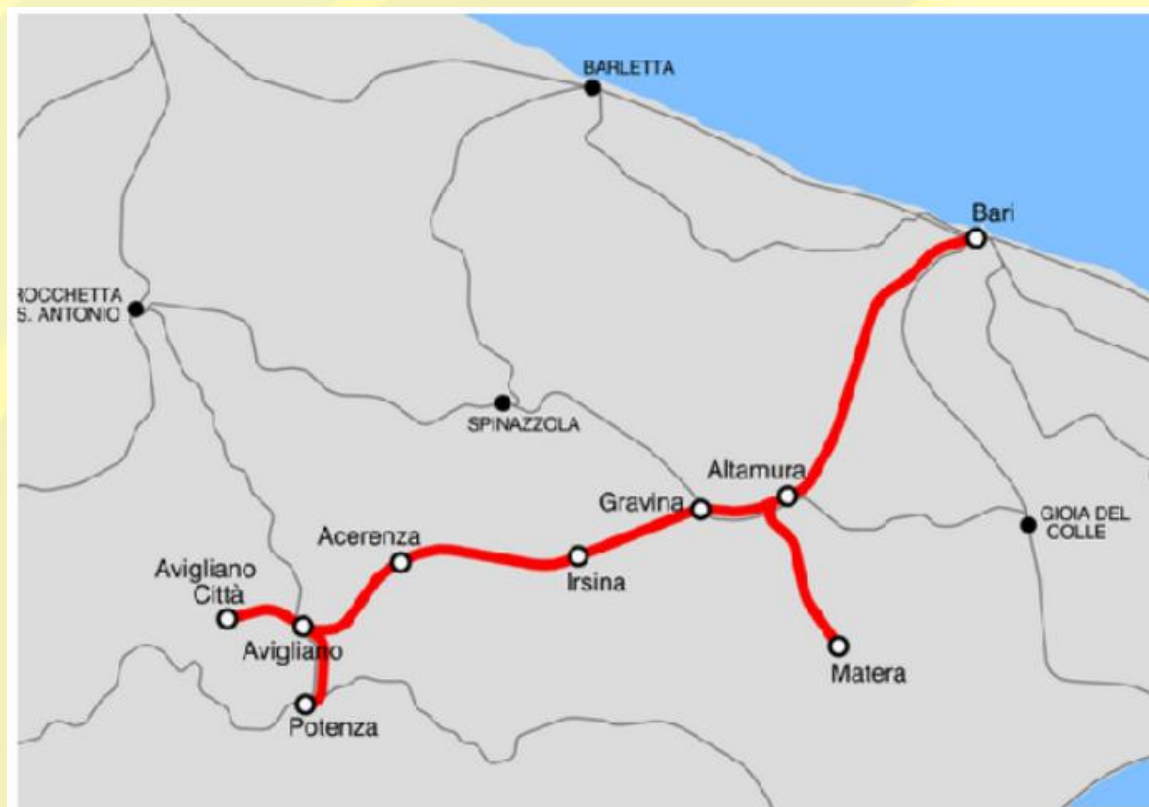 BARLETTA
Bari
ROCCHETTA
S. ANTONIO
SPINAZZOLA
Altamura
Gravina
GIOIA DEL
COLLE
Acerenza
Irsina
Avigliano
Città
Avigliano
Matera
Potenza